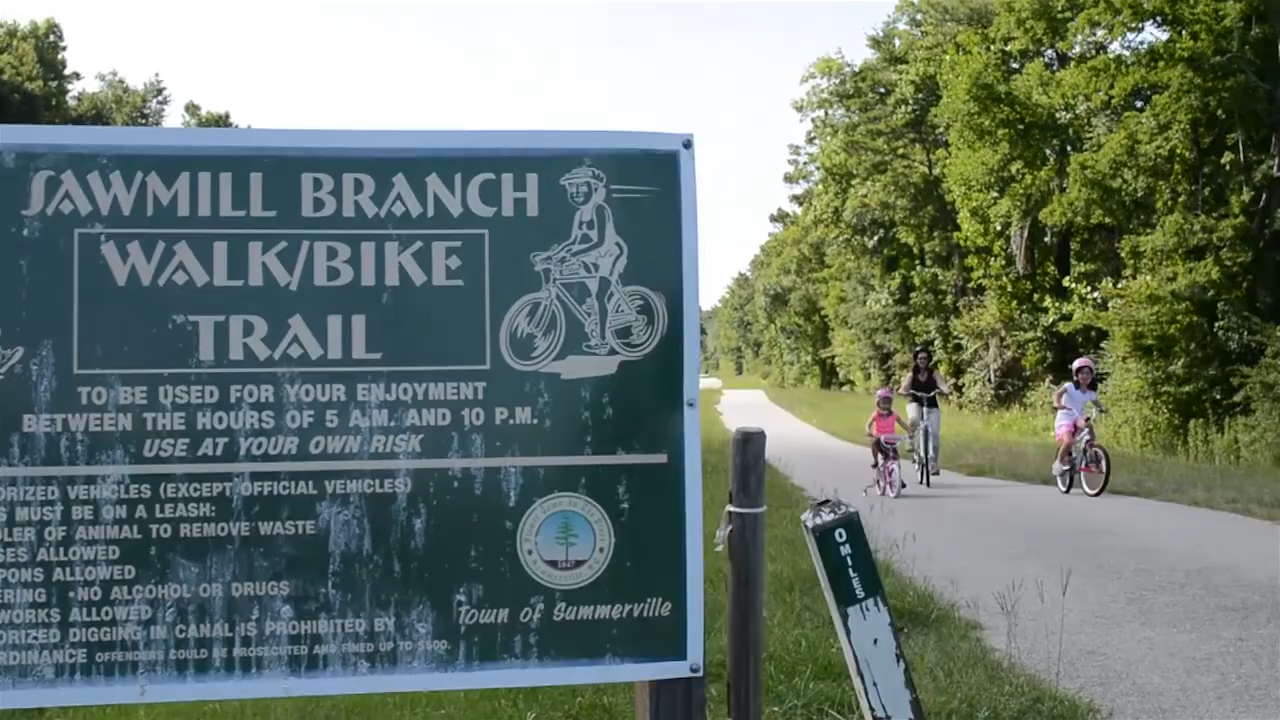 SAWMILL BRANCH
WALK/BIKE
TRAIL
TO BE USED FOR YOUR ENJOYMENT
BETWEEN THE HOURS OF 5 A.M. AND 10 P.M.
USE AT YOUR OWN RISK
ORIZED VEHICLES (EXCEPT OFFICIAL VEHICLES)
S MUST BE ON A LEASH:
DLER OF ANIMAL TO REMOVE WASTE
SES ALLOWED
PONS ALLOWED
ERING •NO ALCOHOL OR DRUGS
WORKS ALLOWED
ORIZED DIGGING IN CANAL IS PROHIBITED BY
RDINANCE OFFENDERS COULD BE PROSECUTED AND FINED UP TO $500.
1847
Town of Summerville
0 MILES